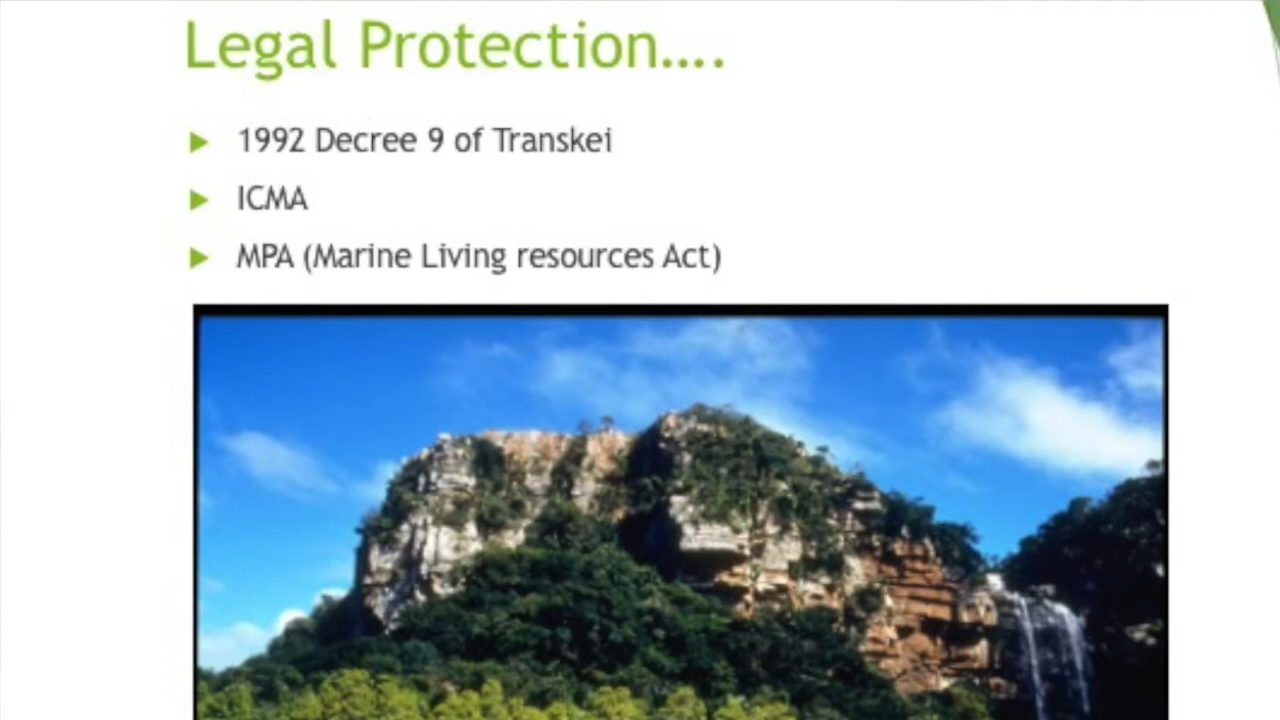 Legal Protection....
1992 Decree 9 of Transkei
ICMA
MPA (Marine Living resources Act)